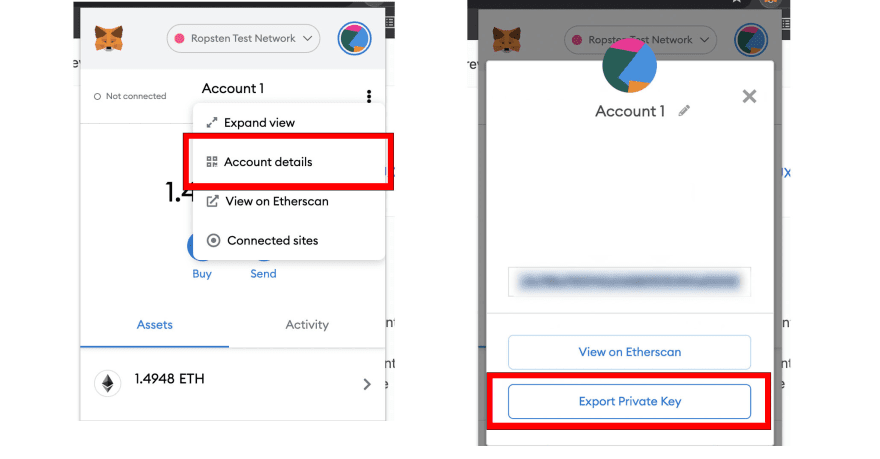 Ropsten Test Network
Not connected
Account 1
Expand view
Account details
View on Etherscan
Connected sites
1.4
Buy
Send
Assets
Activity
1.4948 ETH
Ropsten Test Network
Account 1
View on Etherscan
Export Private Key